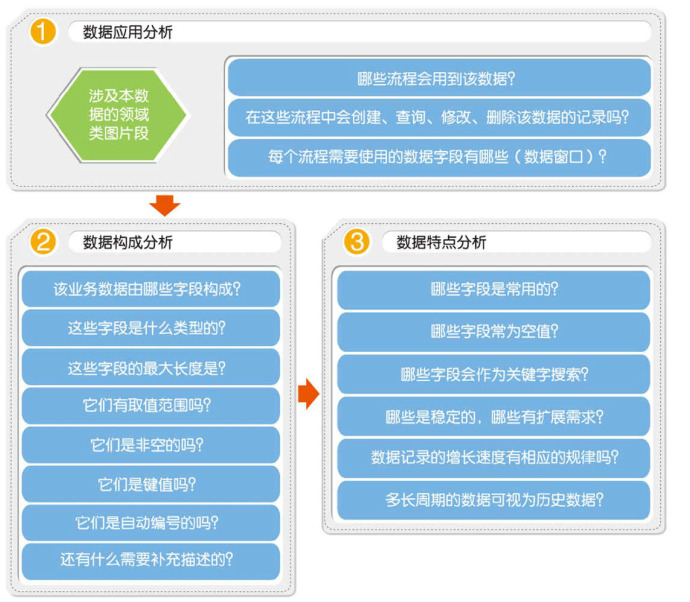 1 数据应用分析
涉及本数
据的领域
类图片段
哪些流程会用到该数据?
在这些流程中会创建、查询、修改、删除该数据的记录吗?
每个流程需要使用的数据字段有哪些(数据窗口)?
2 数据构成分析
该业务数据由哪些字段构成?
这些字段是什么类型的?
这些字段的最大长度是?
它们有取值范围吗?
它们是非空的吗?
它们是键值吗?
它们是自动编号的吗?
还有什么需要补充描述的?
3 数据特点分析
哪些字段是常用的?
哪些字段常为空值?
哪些字段会作为关键字搜索?
哪些是稳定的,哪些有扩展需求?
数据记录的增长速度有相应的规律吗?
多长周期的数据可视为历史数据?